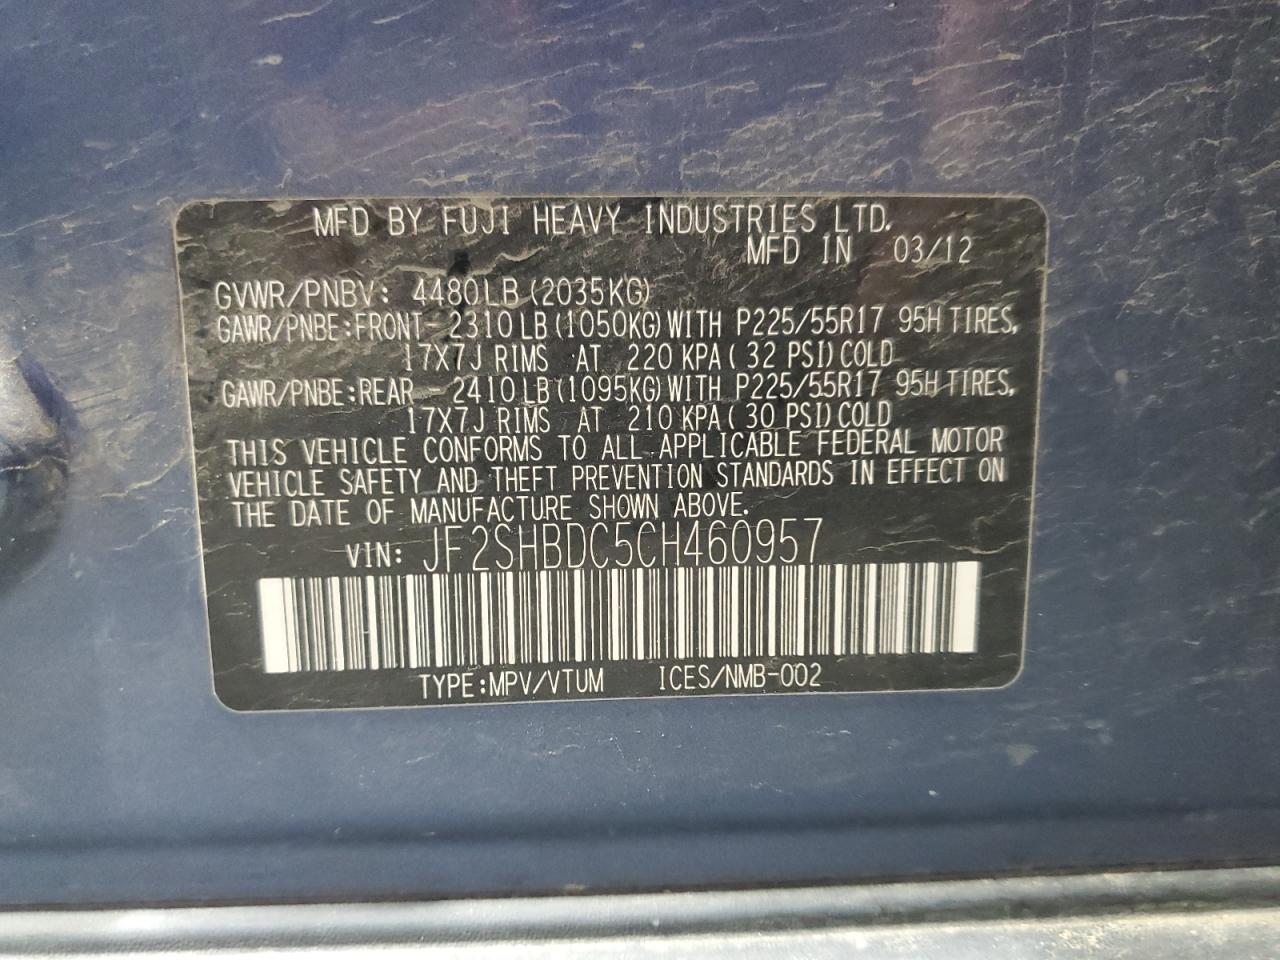 MFD BY FUJI HEAVY INDUSTRIES LTD.
MFD IN 03/12
GVWR/PNBV: 4480LB(2035KG)
GAWR/PNBE:FRONT- 2310LB(1050KG)WITH P225/55R17 95H TIRES,
17X7J RIMS AT 220 KPA( 32 PSI)COLD
GAWR/PNBE:REAR - 2410LB(1095KG)WITH P225/55R17 95H TIRES,
17X7J RIMS AT 210 KPA( 30 PSI)COLD
THIS VEHICLE CONFORMS TO ALL APPLICABLE FEDERAL MOTOR
VEHICLE SAFETY AND THEFT PREVENTION STANDARDS IN EFFECT ON
THE DATE OF MANUFACTURE SHOWN ABOVE.
VIN: JF2SHBDC5CH460957
TYPE:MPV/VTUM ICES/NMB-002